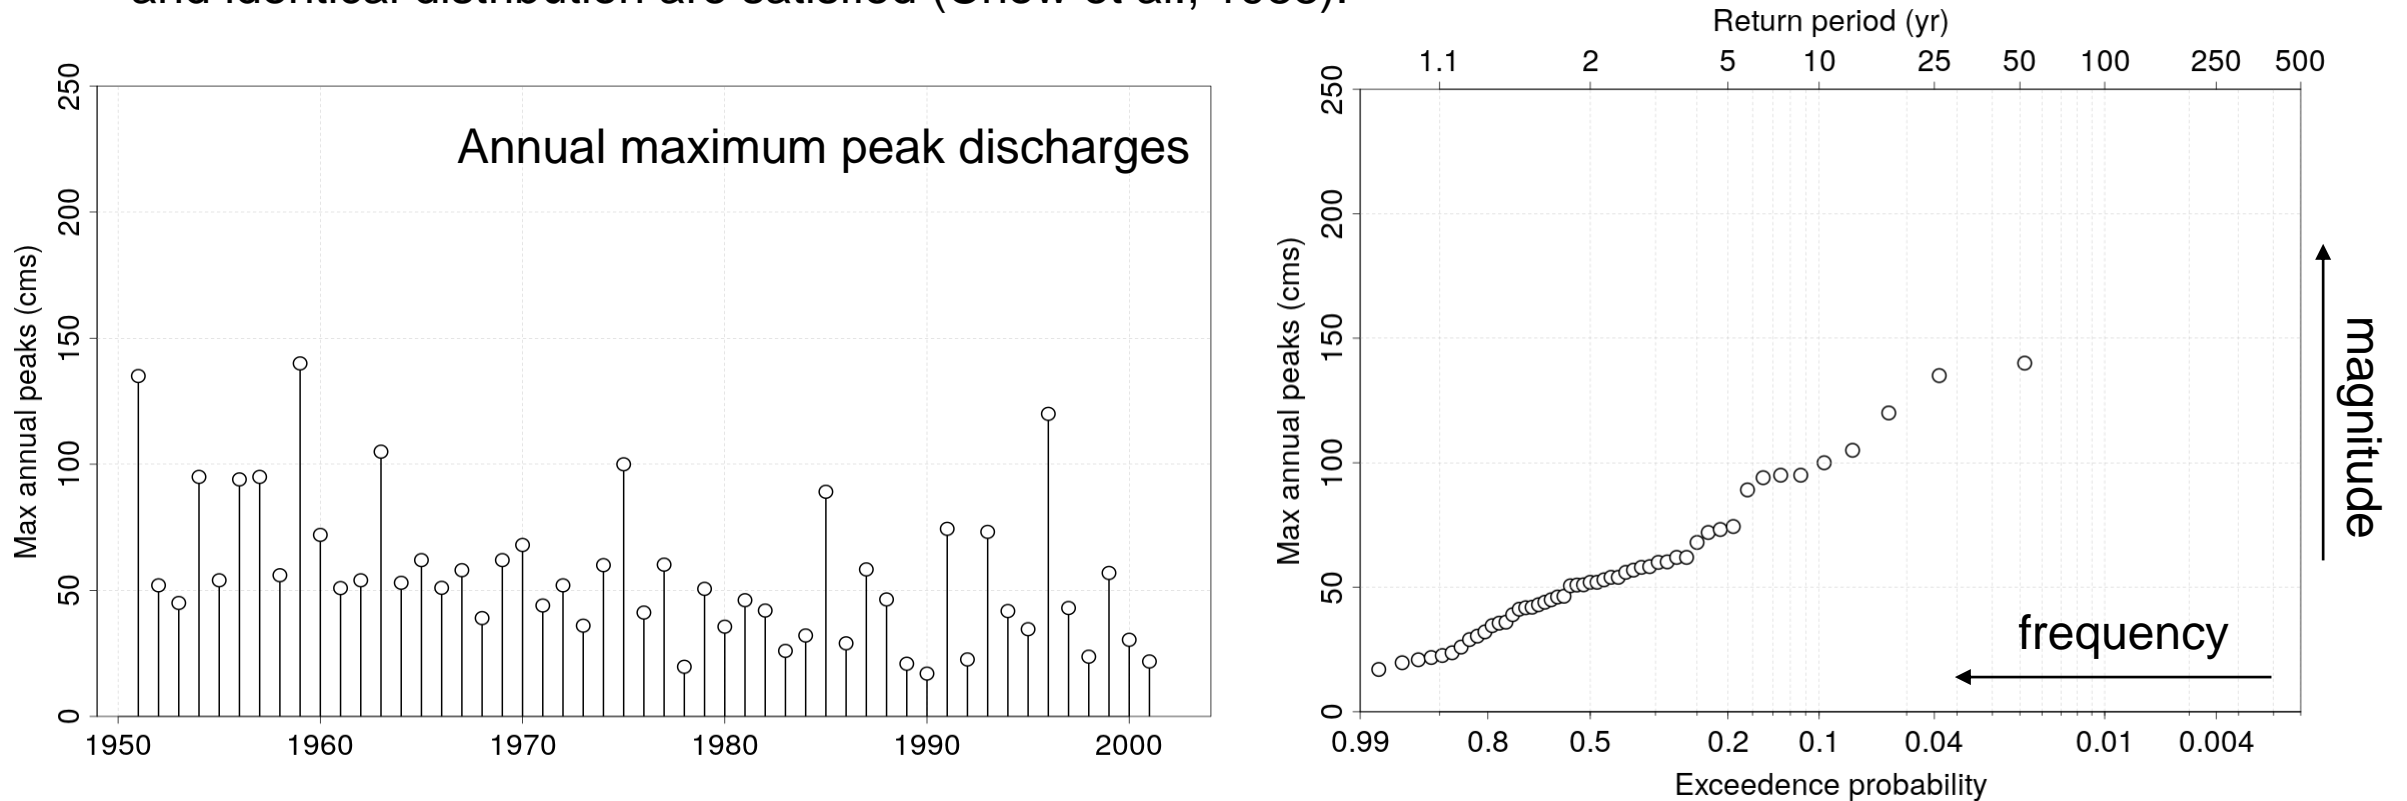 Annual maximum peak discharges
Max annual peaks (cms)
250
200
150
100
50
0
1950 1960 1970 1980 1990 2000
Return period (yr)
1.1 2 5 10 25 50 100 250 500
Max annual peaks (cms)
250
200
150
100
50
0
magnitude
frequency
0.99 0.8 0.5 0.2 0.1 0.04 0.01 0.004
Exceedence probability